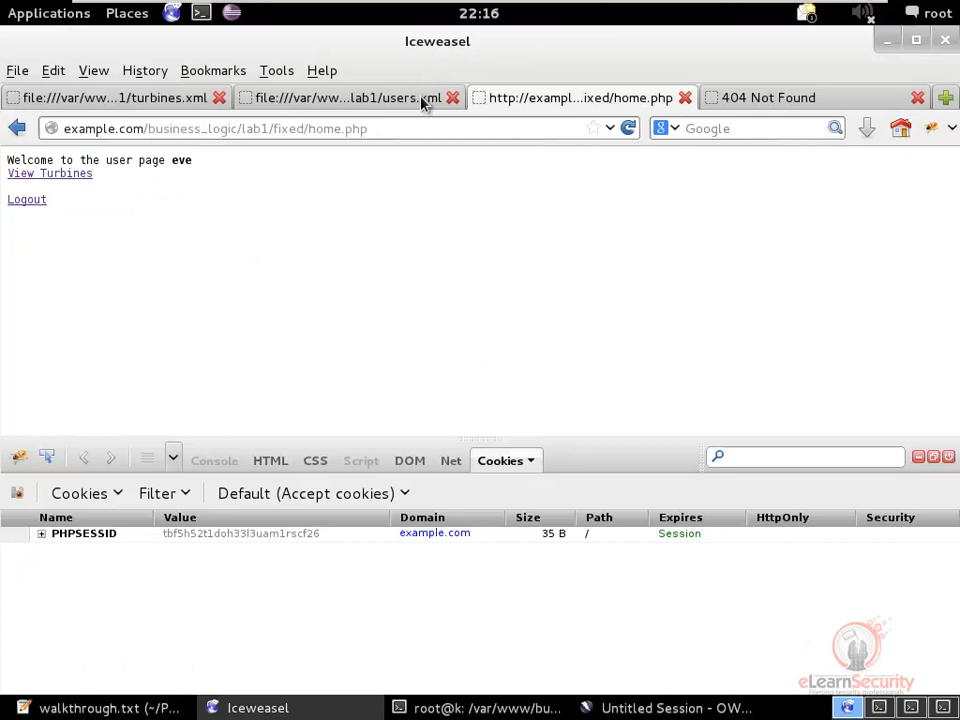 Applications Places 22:16 root
Iceweasel
File Edit View History Bookmarks Tools Help
file:///var/ww...1/turbines.xml file:///var/ww...lab1/users.xml http://exampl...ixed/home.php 404 Not Found
example.com/business_logic/lab1/fixed/home.php Google
Welcome to the user page eve
View Turbines
Logout
Console HTML CSS Script DOM Net Cookies
Cookies Filter Default (Accept cookies)
Name Value Domain Size Path Expires HttpOnly Security
PHPSESSID tbf5h52t1doh33l3uam1rscf26 example.com 35 B / Session
eLearnSecurity
Forging security professionals
walkthrough.txt (~/P... Iceweasel root@k: /var/www/bu... Untitled Session - OW...